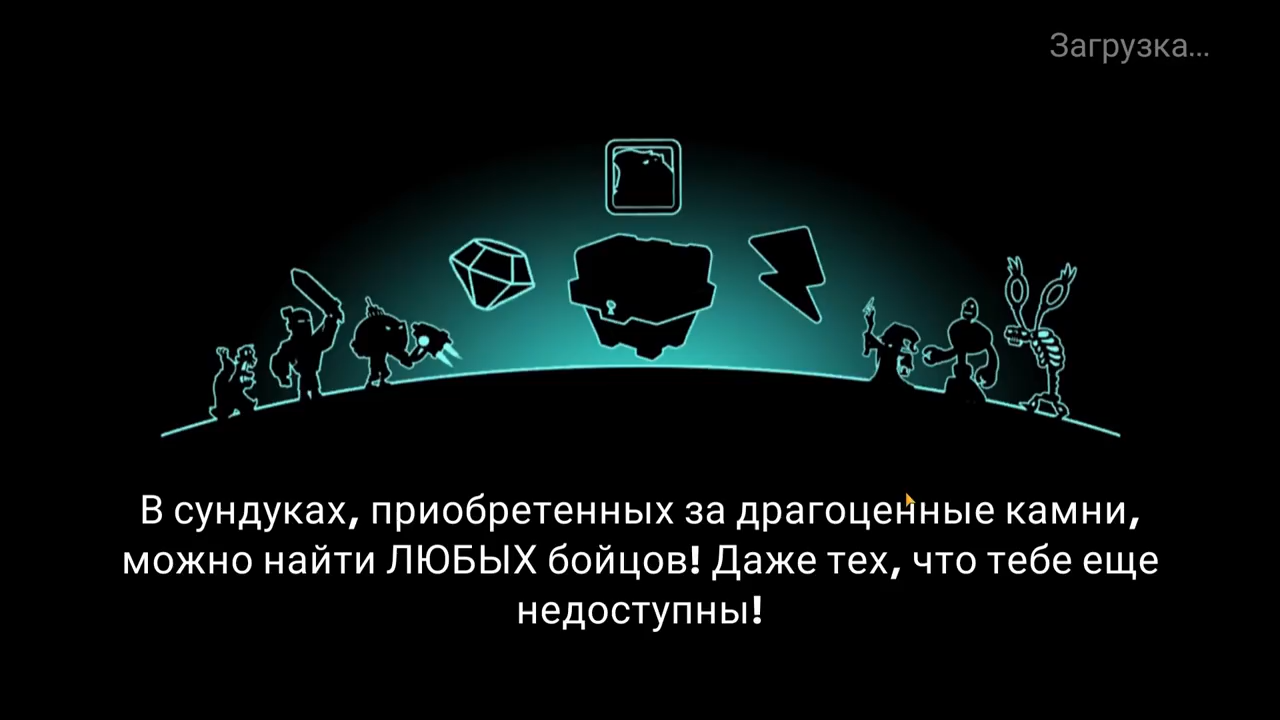 Загрузка...
В сундуках, приобретенных за драгоценные камни,
можно найти ЛЮБЫХ бойцов! Даже тех, что тебе еще
недоступны!